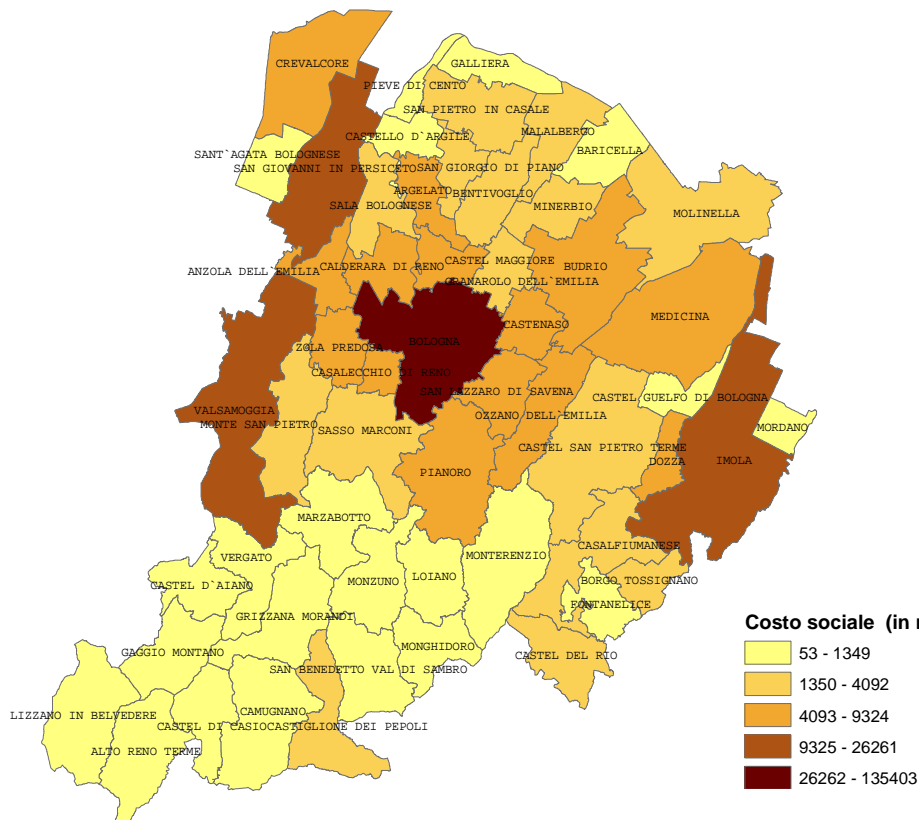 CREVALCORE
GALLIERA
PIEVE DI CENTO
SAN PIETRO IN CASALE
CASTELLO D`ARGILE
MALALBERGO
BARICELLA
SANT`AGATA BOLOGNESE
SAN GIOVANNI IN PERSICETO
SAN GIORGIO DI PIANO
ARGELATO
BENTIVOGLIO
SALA BOLOGNESE
MINERBIO
MOLINELLA
ANZOLA DELL`EMILIA
CALDERARA DI RENO
CASTEL MAGGIORE
BUDRIO
GRANAROLO DELL`EMILIA
MEDICINA
CASTENASO
BOLOGNA
ZOLA PREDOSA
CASALECCHIO DI RENO
SAN LAZZARO DI SAVENA
CASTEL GUELFO DI BOLOGNA
VALSAMOGGIA
MONTE SAN PIETRO
SASSO MARCONI
OZZANO DELL`EMILIA
MORDANO
CASTEL SAN PIETRO TERME
DOZZA
IMOLA
PIANORO
MARZABOTTO
CASALFIUMANESE
VERGATO
MONTERENZIO
CASTEL D`AIANO
MONZUNO
LOIANO
BORGO TOSSIGNANO
FONTANELICE
GRIZZANA MORANDI
GAGGIO MONTANO
MONGHIDORO
CASTEL DEL RIO
SAN BENEDETTO VAL DI SAMBRO
CAMUGNANO
LIZZANO IN BELVEDERE
CASTEL DI CASIO
CASTIGLIONE DEI PEPOLI
ALTO RENO TERME
Costo sociale (in
53 - 1349
1350 - 4092
4093 - 9324
9325 - 26261
26262 - 135403